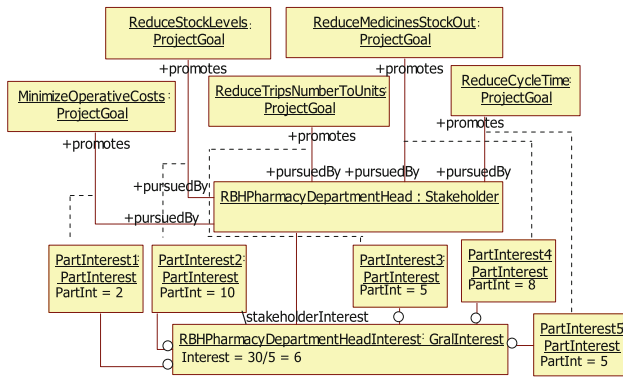 ReduceStockLevels:
ProjectGoal
ReduceMedicinesStockOut :
ProjectGoal
+promotes
+promotes
MinimizeOperativeCosts :
ProjectGoal
ReduceTripsNumberToUnits :
ProjectGoal
ReduceCycleTime:
ProjectGoal
+promotes
+promotes
+promotes
+pursuedBy
+pursuedBy
+pursuedBy
RBHPharmacyDepartmentHead : Stakeholder
+pursuedBy
PartInterest1:
PartInterest
PartInt = 2
PartInterest2:
PartInterest
PartInt = 10
PartInterest3:
PartInterest
PartInt = 5
PartInterest4:
PartInterest
PartInt = 8
\stakeholderInterest
RBHPharmacyDepartmentHeadInterest: GralInterest
Interest = 30/5 = 6
PartInterest5:
PartInterest
PartInt = 5